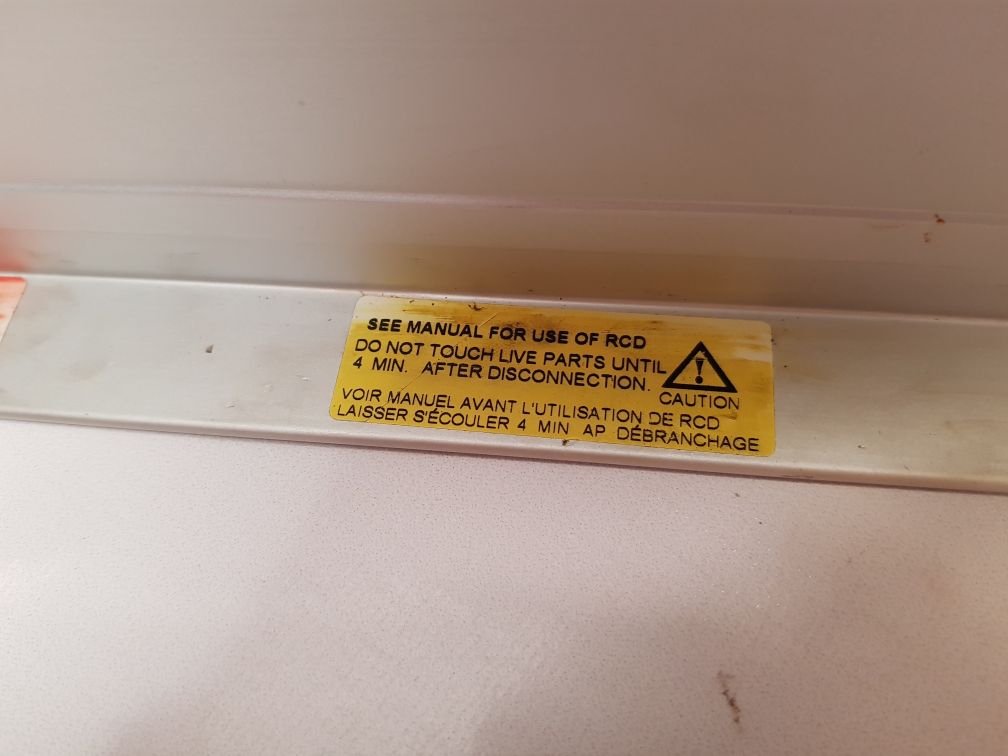 SEE MANUAL FOR USE OF RCD
DO NOT TOUCH LIVE PARTS UNTIL
4 MIN. AFTER DISCONNECTION.
CAUTION
VOIR MANUEL AVANT L'UTILISATION DE RCD
LAISSER S'ÉCOULER 4 MIN AP DÉBRANCHAGE